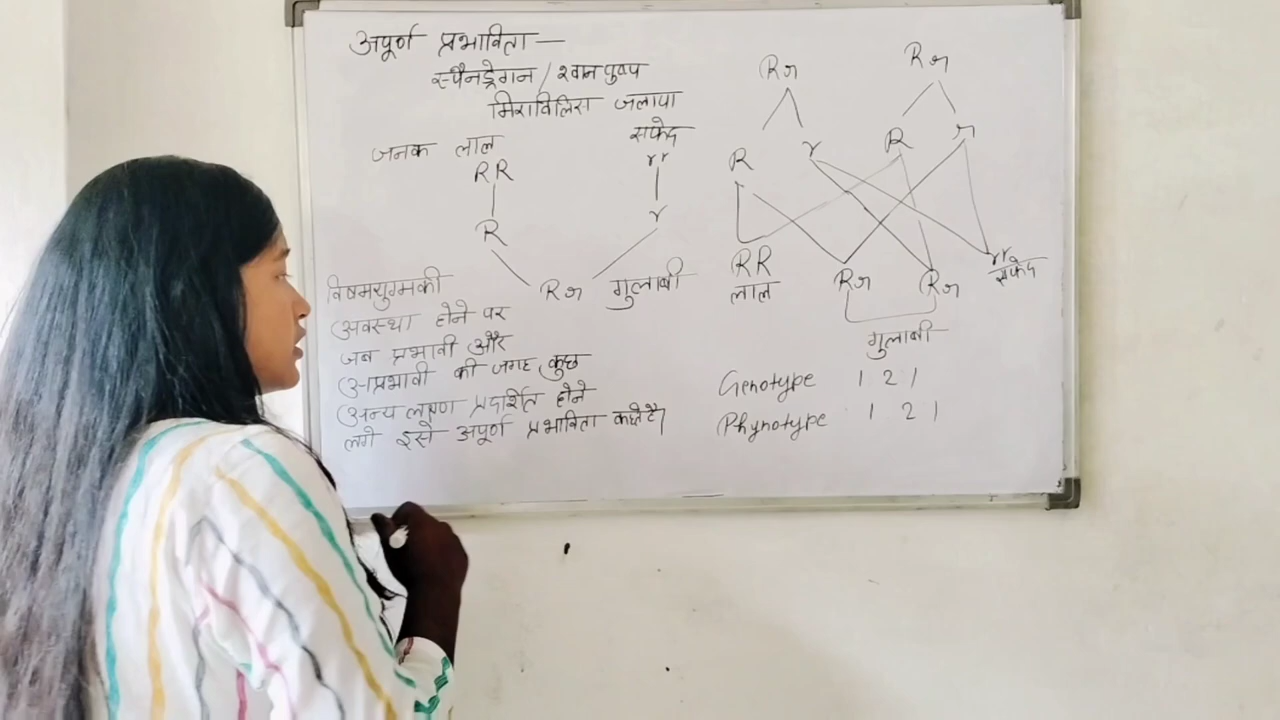 अपूर्ण प्रभाविता —
स्पैनड्रेगन / श्वान पुष्प
मिराविलिस जलापा
जनक लाल सफेद
RR rr
R r
Rr गुलाबी
विषमयुग्मकी
अवस्था होने पर
जब प्रभावी और
अप्रभावी की जगह कुछ
अन्य लक्षण प्रदर्शित होने
लगे इसे अपूर्ण प्रभाविता कहते है।
Rr Rr
R r R r
RR Rr Rr rr
लाल सफेद
गुलाबी
Genotype 1 2 1
Phynotype 1 2 1